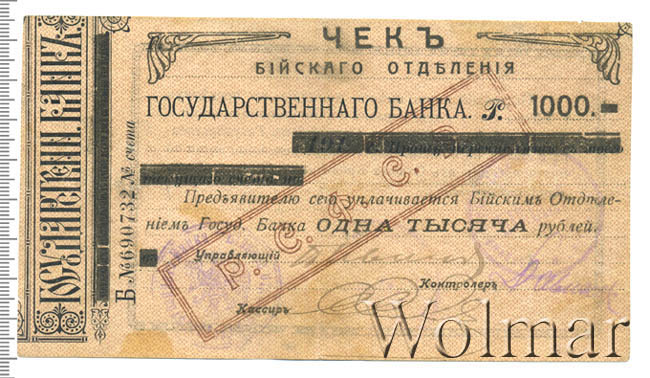 ЧЕКЪ
БІЙСКАГО ОТДѢЛЕНІЯ
ГОСУДАРСТВЕННАГО БАНКА. Р. 1000.
Предъявителю сего уплачивается Бійскимъ Отдѣле-
ніемъ Госуд. Банка ОДНА ТЫСЯЧА рублей.
Управляющій
Контролеръ
Кассиръ
Р. С. Ф. С. Р.
В №690732 № счета
ГОСУДАРСТВЕН. БАНКЪ.
Wolmar